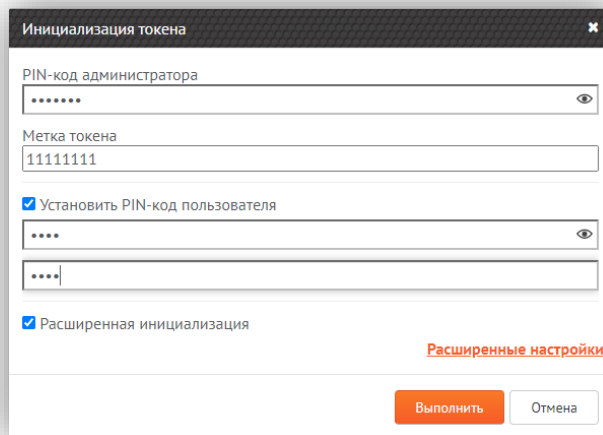 Инициализация токена
PIN-код администратора
•••••••
Метка токена
11111111
Установить PIN-код пользователя
••••
••••
Расширенная инициализация
Расширенные настройки
Выполнить Отмена